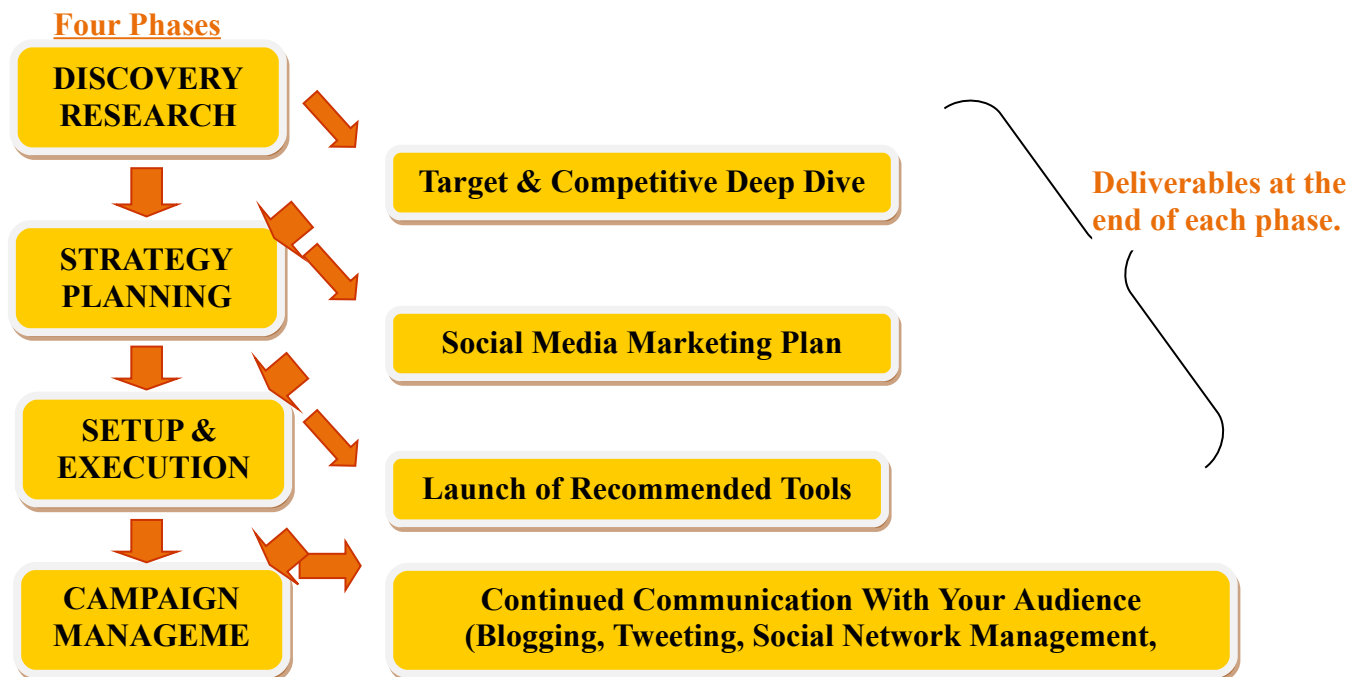 Four Phases
DISCOVERY
RESEARCH
Target & Competitive Deep Dive
Deliverables at the
end of each phase.
STRATEGY
PLANNING
Social Media Marketing Plan
SETUP &
EXECUTION
Launch of Recommended Tools
CAMPAIGN
MANAGEME
Continued Communication With Your Audience
(Blogging, Tweeting, Social Network Management,